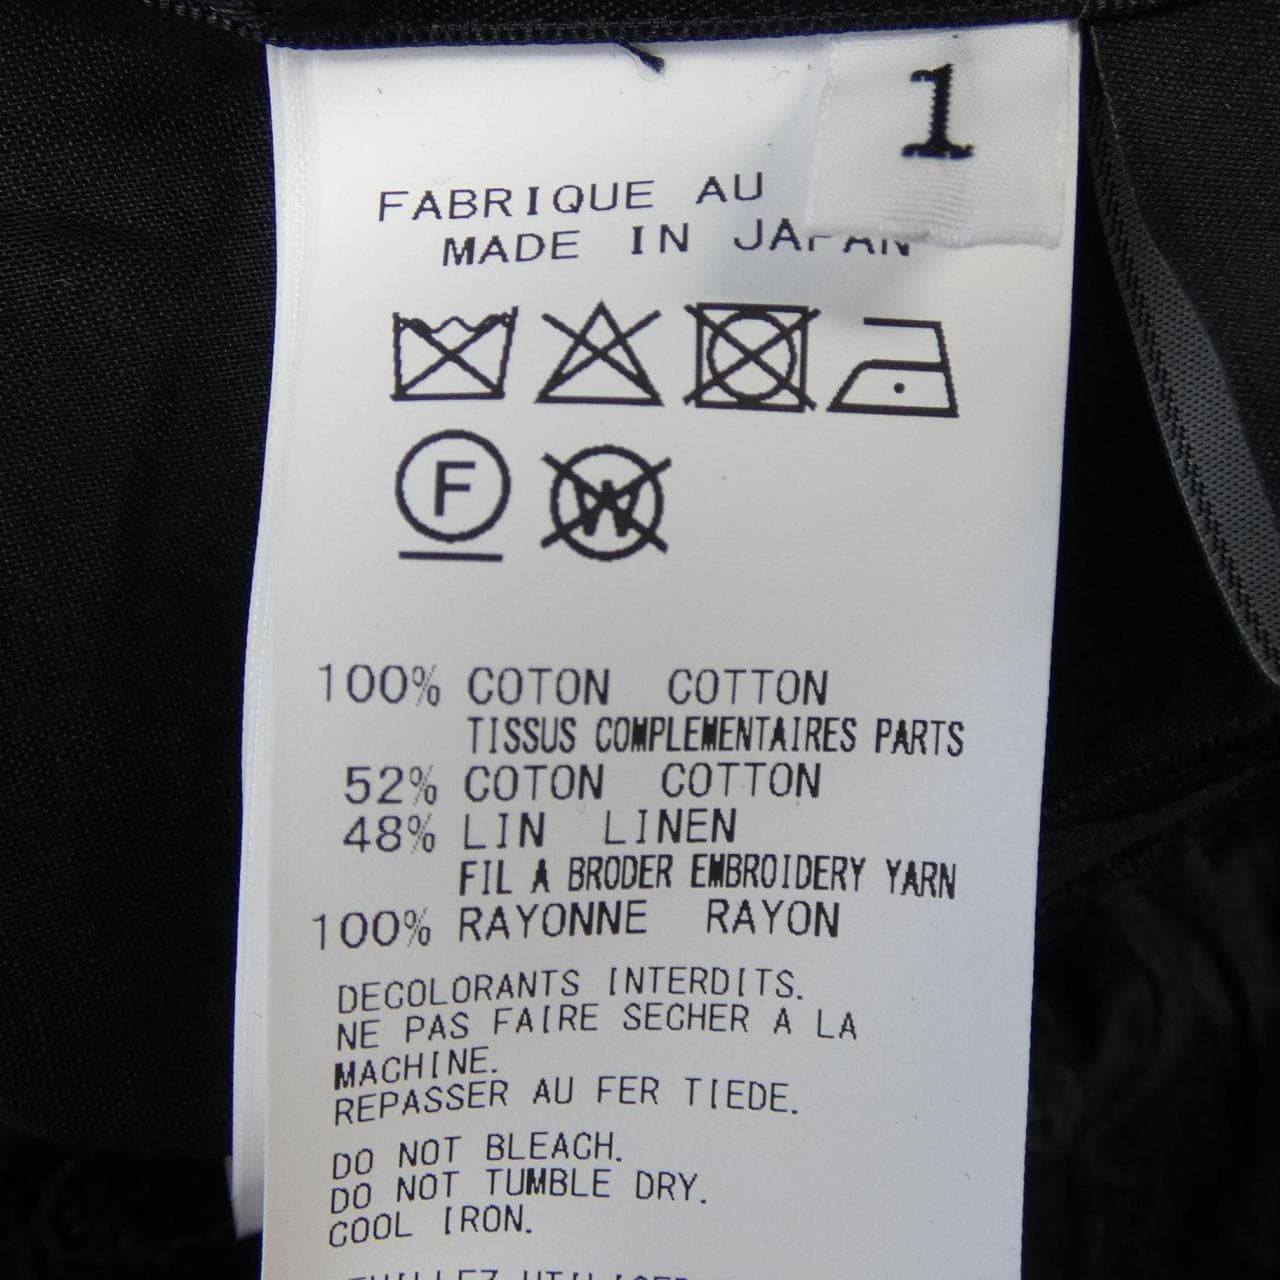 1
FABRIQUE AU
MADE IN JAPAN
F
W
100% COTON COTTON
TISSUS COMPLEMENTAIRES PARTS
52% COTON COTTON
48% LIN LINEN
FIL A BRODER EMBROIDERY YARN
100% RAYONNE RAYON
DECOLORANTS INTERDITS.
NE PAS FAIRE SECHER A LA
MACHINE.
REPASSER AU FER TIEDE.
DO NOT BLEACH.
DO NOT TUMBLE DRY.
COOL IRON.